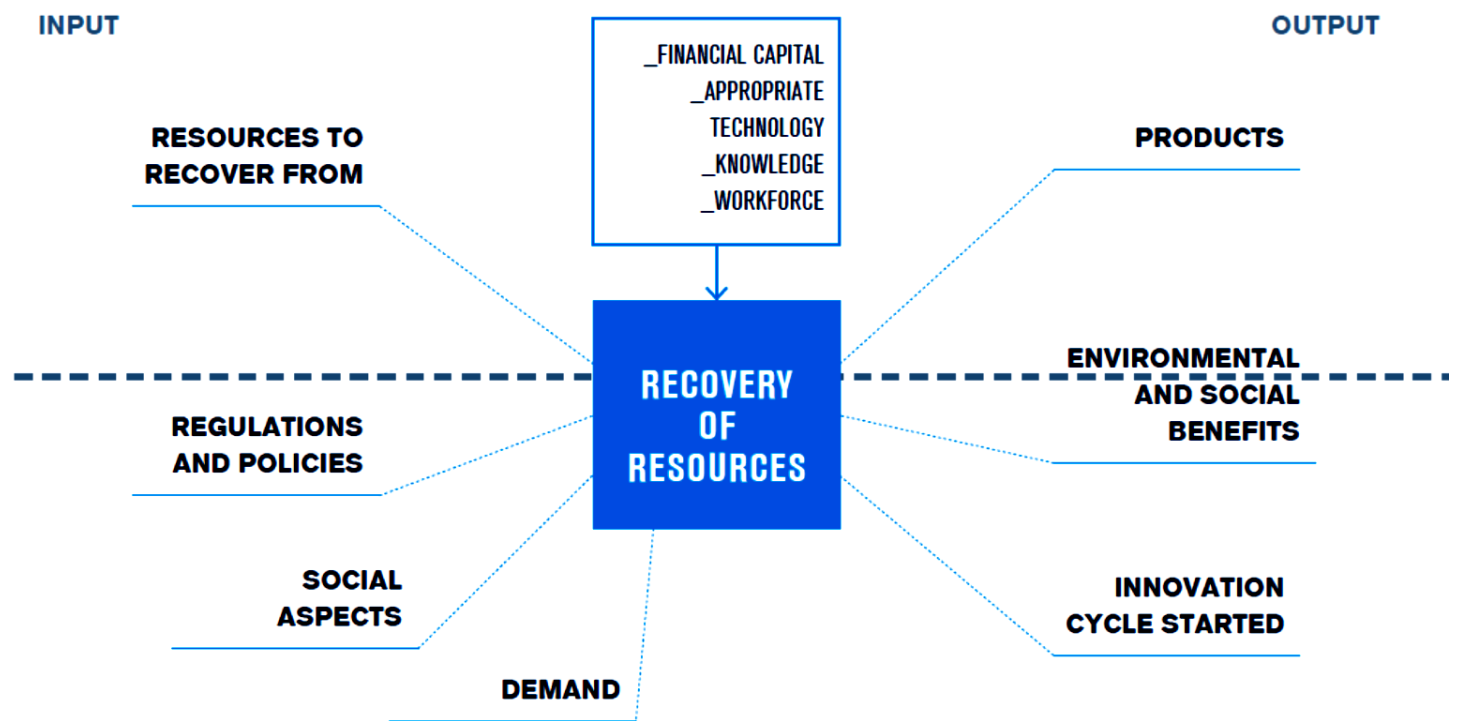 INPUT
OUTPUT
_FINANCIAL CAPITAL
_APPROPRIATE
TECHNOLOGY
_KNOWLEDGE
_WORKFORCE
RESOURCES TO
RECOVER FROM
PRODUCTS
RECOVERY
OF
RESOURCES
REGULATIONS
AND POLICIES
ENVIRONMENTAL
AND SOCIAL
BENEFITS
SOCIAL
ASPECTS
INNOVATION
CYCLE STARTED
DEMAND